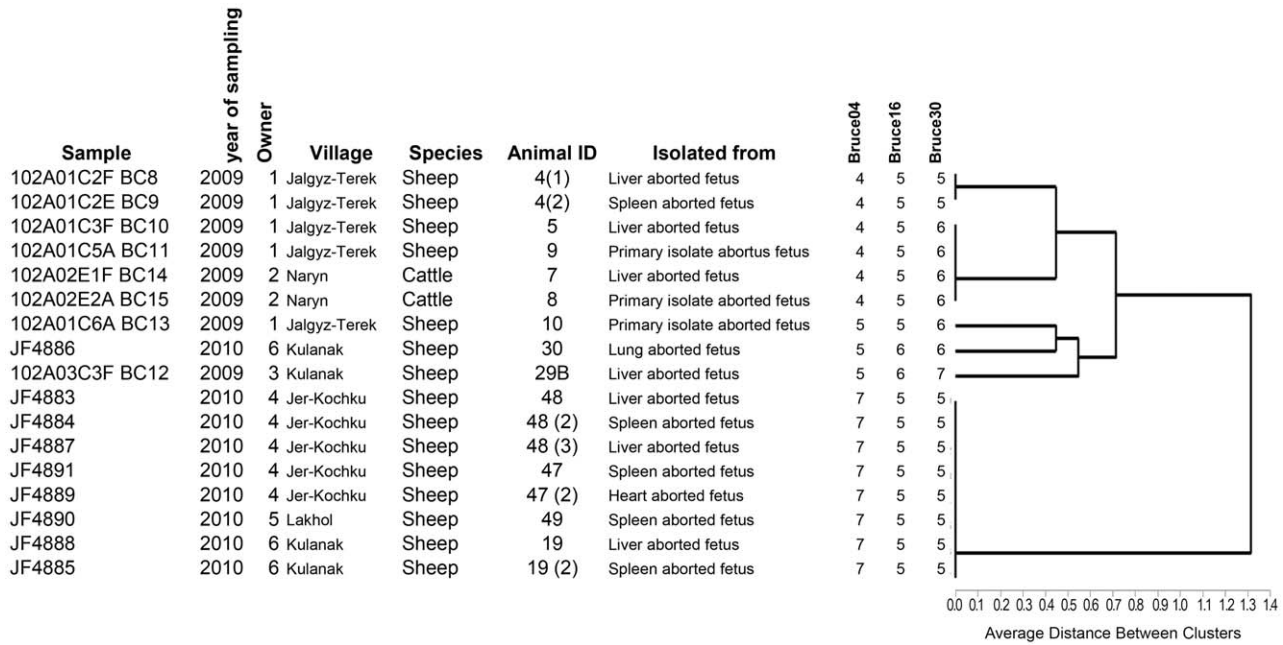 Sample year of sampling Owner Village Species Animal ID Isolated from Bruce04 Bruce16 Bruce30
102A01C2F BC8 2009 1 Jalgyz-Terek Sheep 4(1) Liver aborted fetus 4 5 5
102A01C2E BC9 2009 1 Jalgyz-Terek Sheep 4(2) Spleen aborted fetus 4 5 5
102A01C3F BC10 2009 1 Jalgyz-Terek Sheep 5 Liver aborted fetus 4 5 6
102A01C5A BC11 2009 1 Jalgyz-Terek Sheep 9 Primary isolate abortus fetus 4 5 6
102A02E1F BC14 2009 2 Naryn Cattle 7 Liver aborted fetus 4 5 6
102A02E2A BC15 2009 2 Naryn Cattle 8 Primary isolate aborted fetus 4 5 6
102A01C6A BC13 2009 1 Jalgyz-Terek Sheep 10 Primary isolate aborted fetus 5 5 6
JF4886 2010 6 Kulanak Sheep 30 Lung aborted fetus 5 6 6
102A03C3F BC12 2009 3 Kulanak Sheep 29B Liver aborted fetus 5 6 7
JF4883 2010 4 Jer-Kochku Sheep 48 Liver aborted fetus 7 5 5
JF4884 2010 4 Jer-Kochku Sheep 48 (2) Spleen aborted fetus 7 5 5
JF4887 2010 4 Jer-Kochku Sheep 48 (3) Liver aborted fetus 7 5 5
JF4891 2010 4 Jer-Kochku Sheep 47 Spleen aborted fetus 7 5 5
JF4889 2010 4 Jer-Kochku Sheep 47 (2) Heart aborted fetus 7 5 5
JF4890 2010 5 Lakhol Sheep 49 Spleen aborted fetus 7 5 5
JF4888 2010 6 Kulanak Sheep 19 Liver aborted fetus 7 5 5
JF4885 2010 6 Kulanak Sheep 19 (2) Spleen aborted fetus 7 5 5
0.0 0.1 0.2 0.3 0.4 0.5 0.6 0.7 0.8 0.9 1.0 1.1 1.2 1.3 1.4
Average Distance Between Clusters